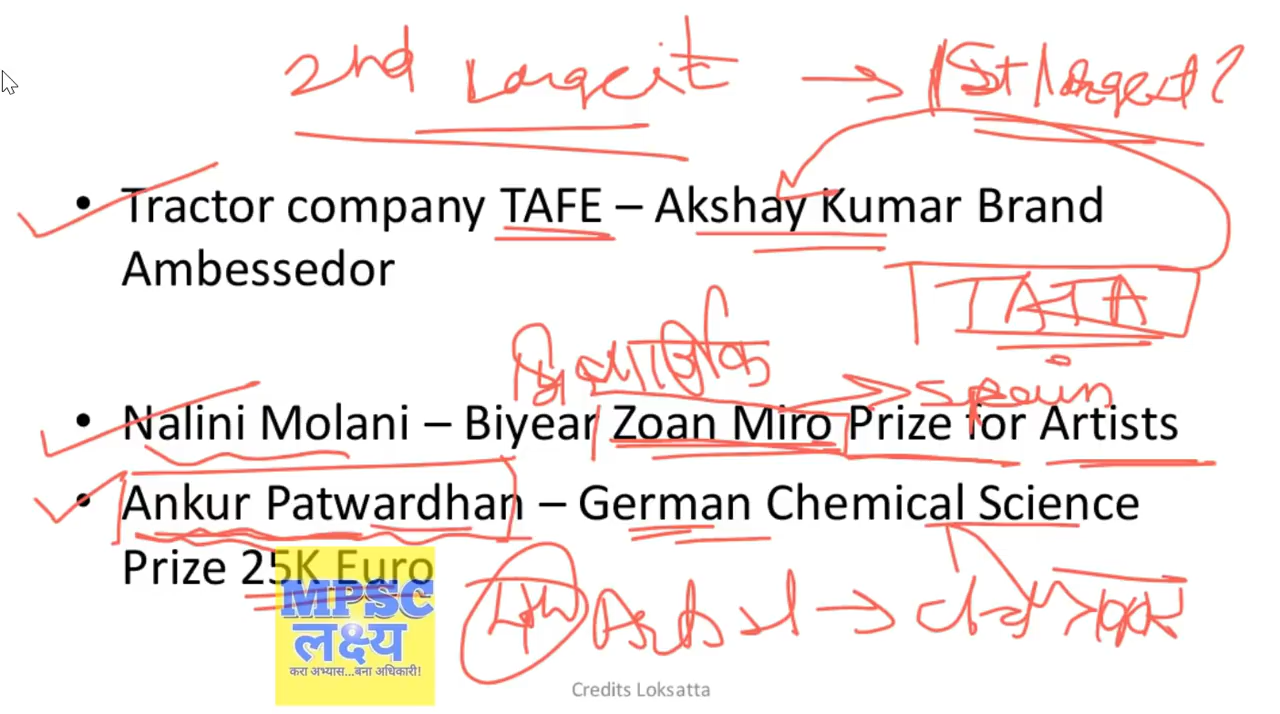 2nd Largest → 1st largest?
• Tractor company TAFE – Akshay Kumar Brand
Ambessedor
TATA
Spain
• Nalini Molani – Biyear Zoan Miro Prize for Artists
• Ankur Patwardhan – German Chemical Science
Prize 25K Euro
MPSC
लक्ष्य
करा अभ्यास...बना अधिकारी!
Credits Loksatta